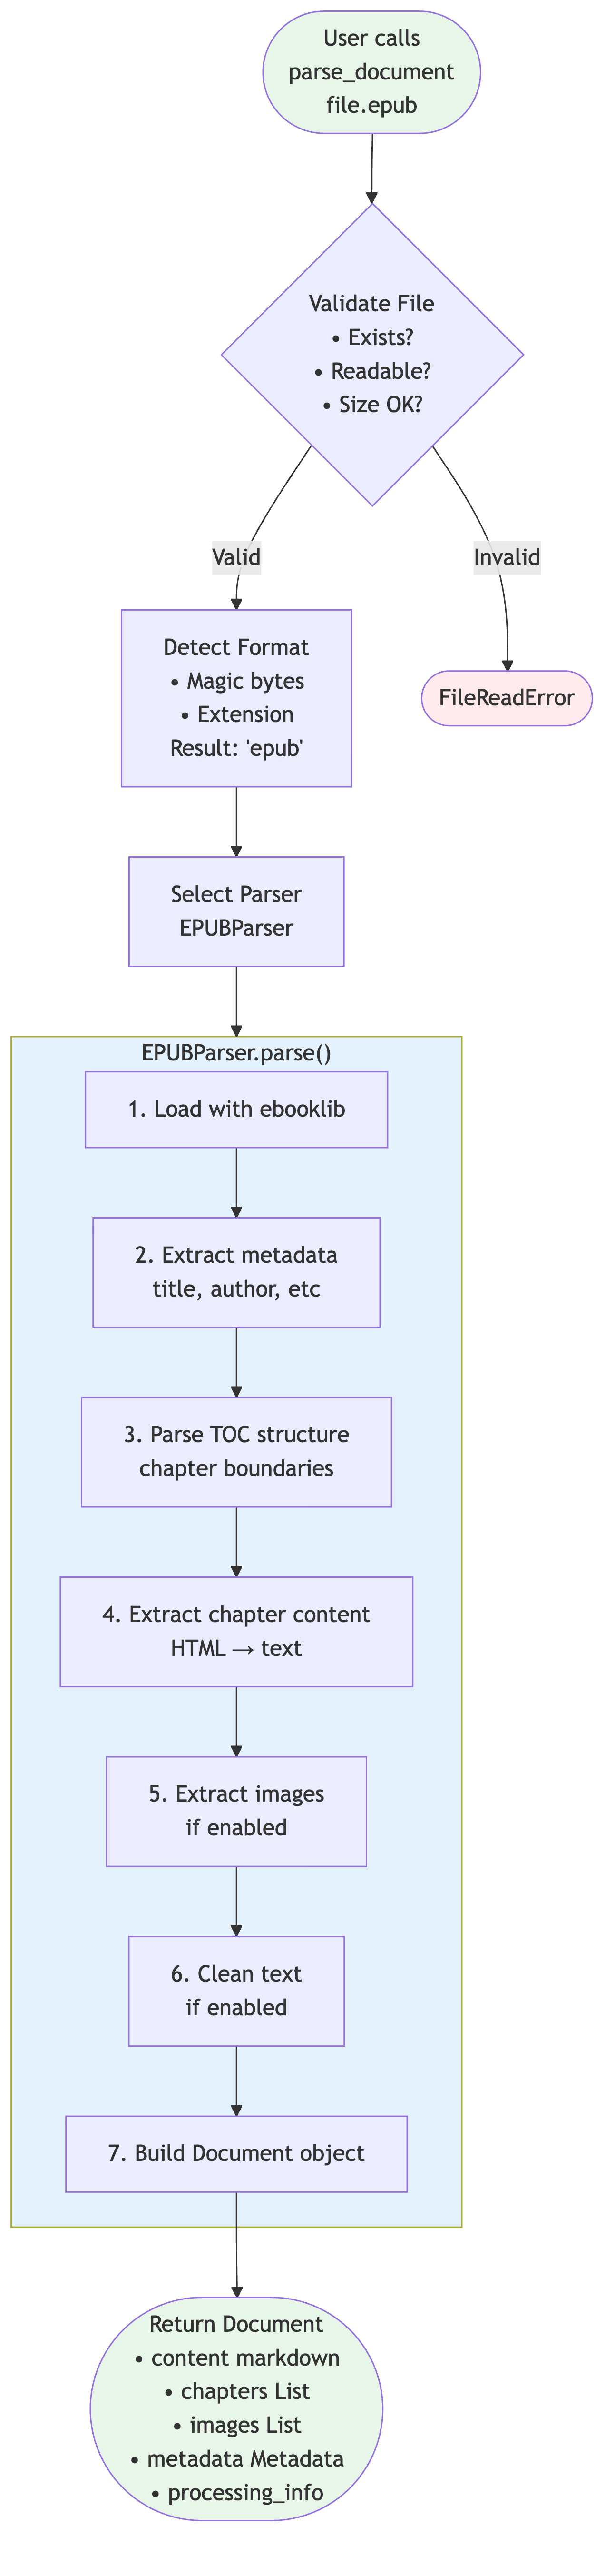 User calls
parse_document
file.epub
Validate File
• Exists?
• Readable?
• Size OK?
Valid
Invalid
Detect Format
• Magic bytes
• Extension
Result: 'epub'
FileReadError
Select Parser
EPUBParser
EPUBParser.parse()
1. Load with ebooklib
2. Extract metadata
title, author, etc
3. Parse TOC structure
chapter boundaries
4. Extract chapter content
HTML → text
5. Extract images
if enabled
6. Clean text
if enabled
7. Build Document object
Return Document
• content markdown
• chapters List
• images List
• metadata Metadata
• processing_info